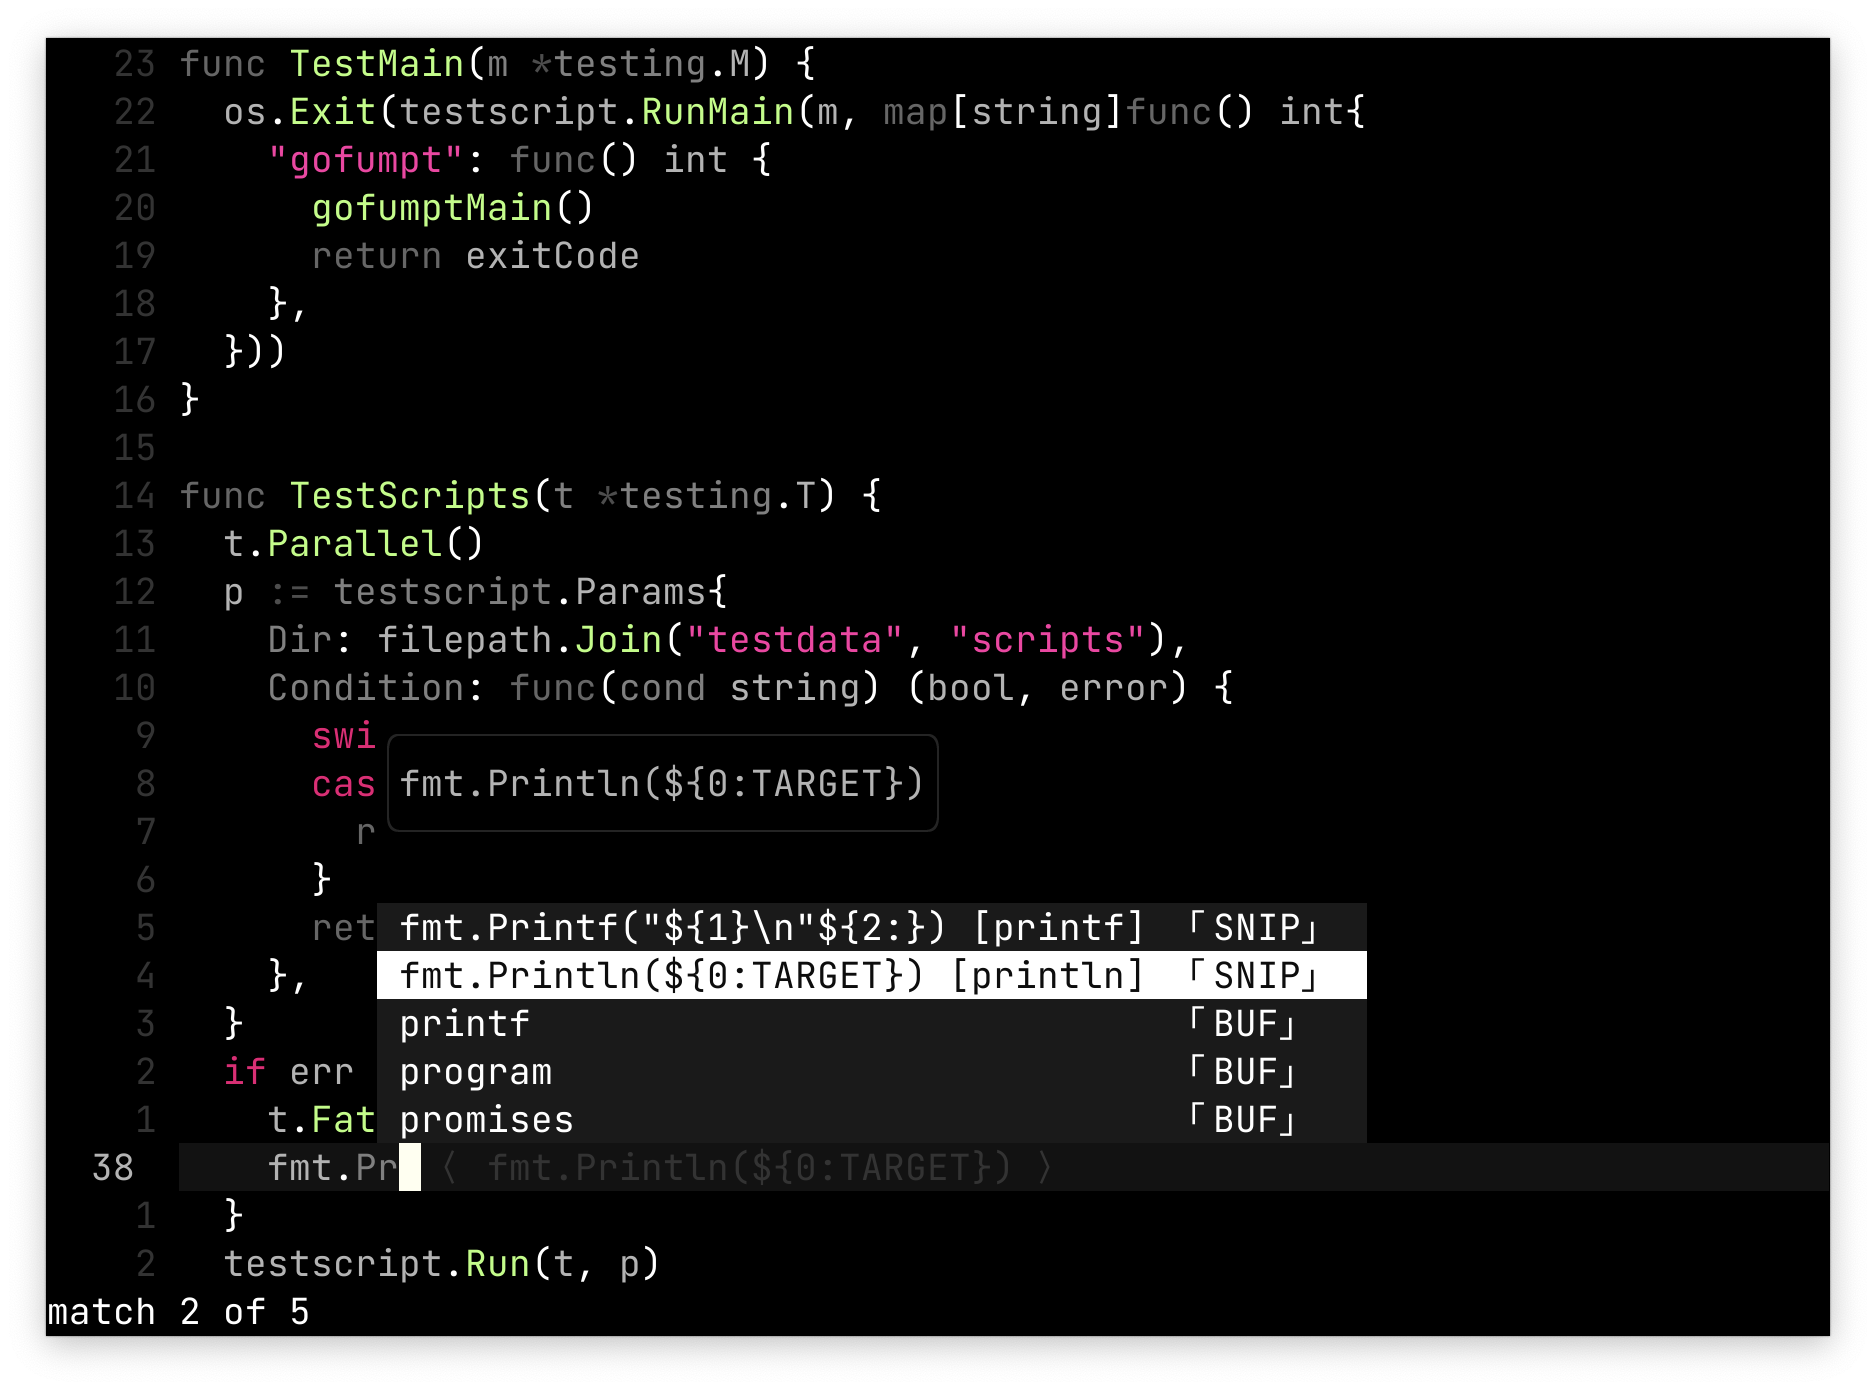 23 func TestMain(m *testing.M) {
22 os.Exit(testscript.RunMain(m, map[string]func() int{
21 "gofumpt": func() int {
20 gofumptMain()
19 return exitCode
18 },
17 }))
16 }
15
14 func TestScripts(t *testing.T) {
13 t.Parallel()
12 p := testscript.Params{
11 Dir: filepath.Join("testdata", "scripts"),
10 Condition: func(cond string) (bool, error) {
9 swi
8 cas fmt.Println(${0:TARGET})
7 r
6 }
5 ret fmt.Printf("${1}\n"${2:}) [printf] 「SNIP」
4 }, fmt.Println(${0:TARGET}) [println] 「SNIP」
3 } printf 「BUF」
2 if err program 「BUF」
1 t.Fat promises 「BUF」
38 fmt.Pr 〈 fmt.Println(${0:TARGET}) 〉
1 }
2 testscript.Run(t, p)
match 2 of 5